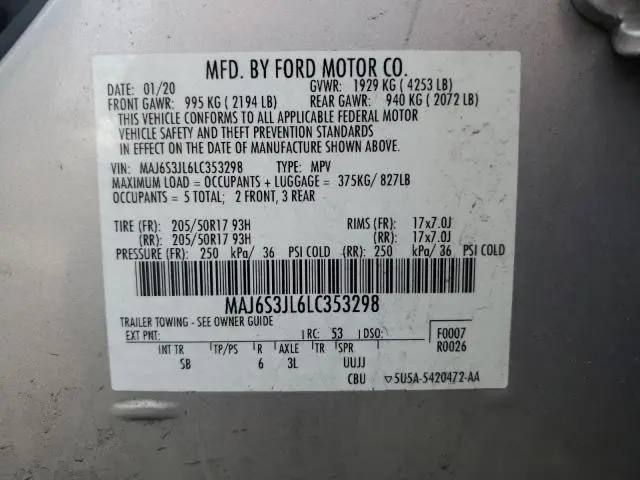 MFD. BY FORD MOTOR CO.
DATE: 01/20 GVWR: 1929 KG ( 4253 LB)
FRONT GAWR: 995 KG ( 2194 LB) REAR GAWR: 940 KG ( 2072 LB)
THIS VEHICLE CONFORMS TO ALL APPLICABLE FEDERAL MOTOR
VEHICLE SAFETY AND THEFT PREVENTION STANDARDS
IN EFFECT ON THE DATE OF MANUFACTURE SHOWN ABOVE.
VIN: MAJ6S3JL6LC353298 TYPE: MPV
MAXIMUM LOAD = OCCUPANTS + LUGGAGE = 375KG/ 827LB
OCCUPANTS = 5 TOTAL; 2 FRONT, 3 REAR
TIRE (FR): 205/50R17 93H RIMS (FR): 17x7.0J
(RR): 205/50R17 93H (RR): 17x7.0J
PRESSURE (FR): 250 kPa/ 36 PSI COLD (RR): 250 kPa/ 36 PSI COLD
MAJ6S3JL6LC353298
TRAILER TOWING - SEE OWNER GUIDE
EXT PNT: RC: 53 DSO: F0007
R0026
INT TR TP/PS R AXLE TR SPR
SB 6 3L UUJJ
CBU ▽5U5A-5420472-AA